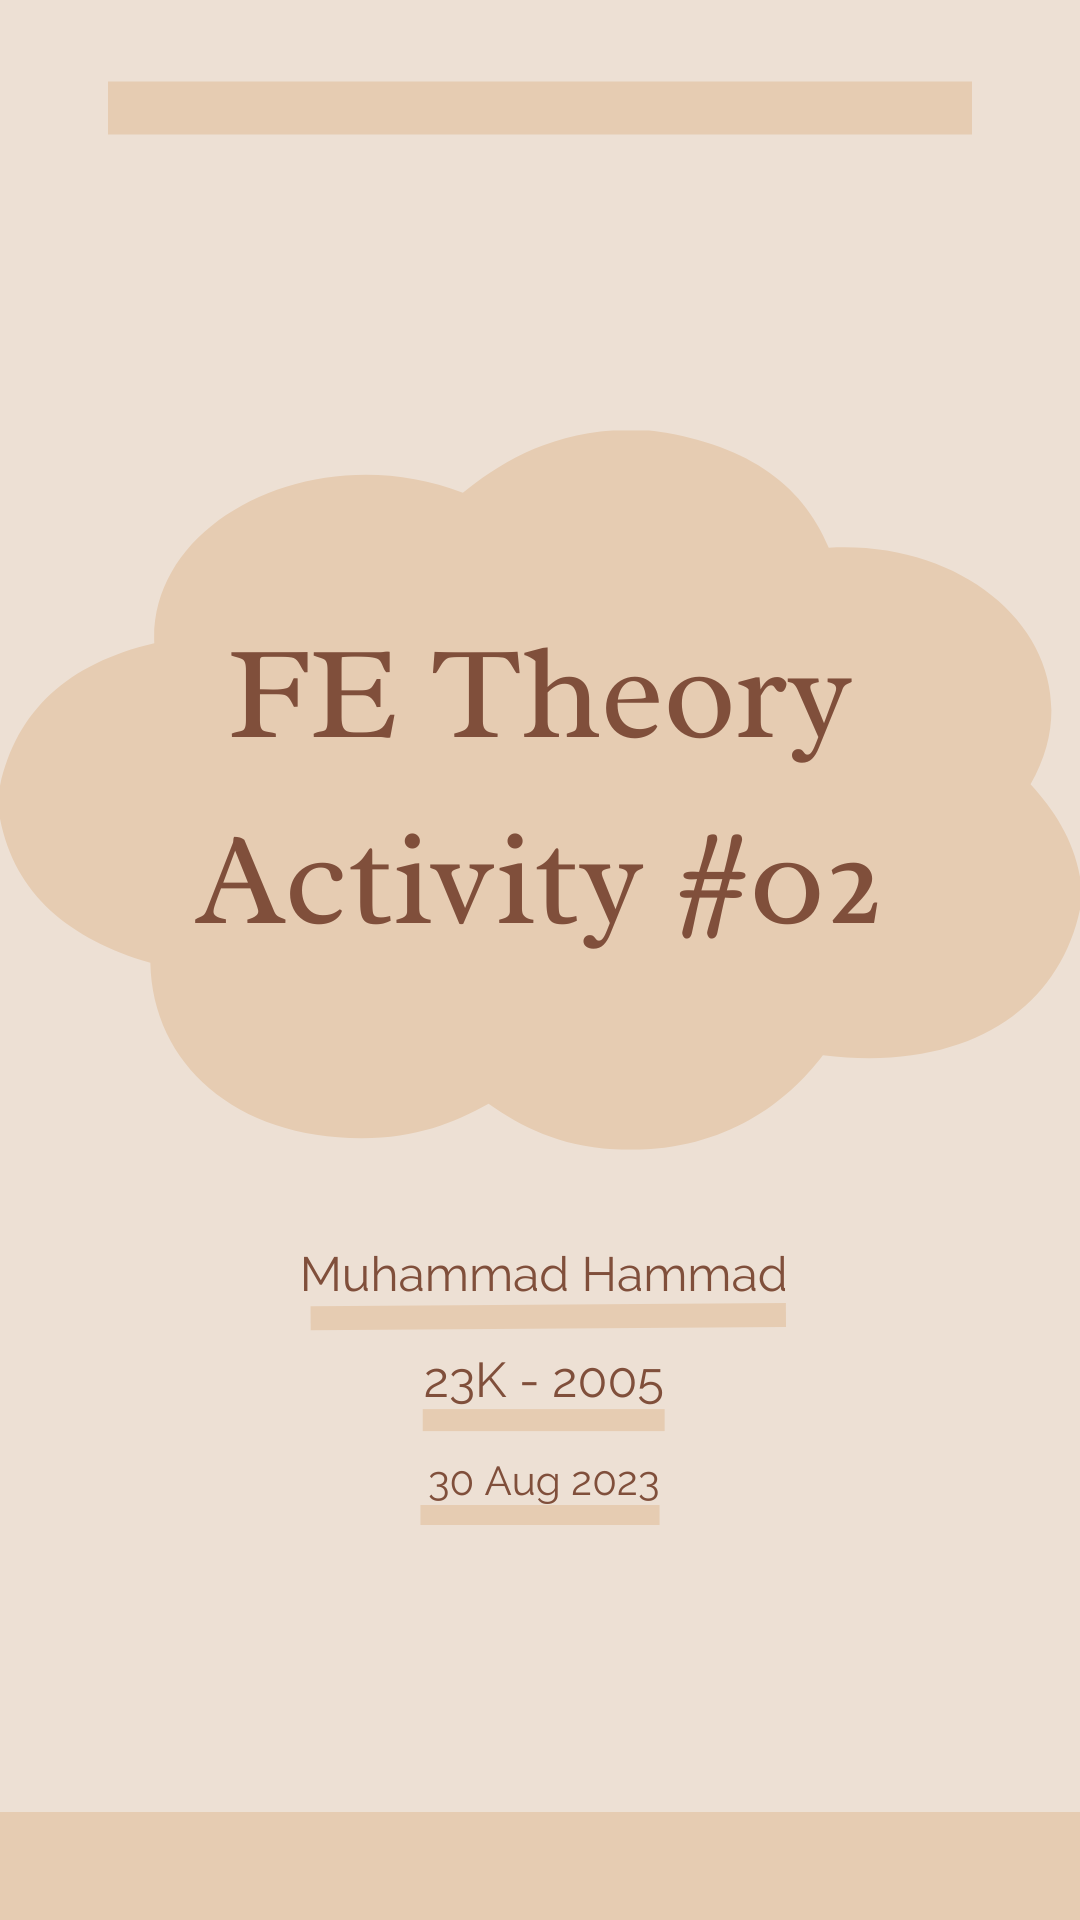 FE Theory
Activity #02
Muhammad Hammad
23K - 2005
30 Aug 2023